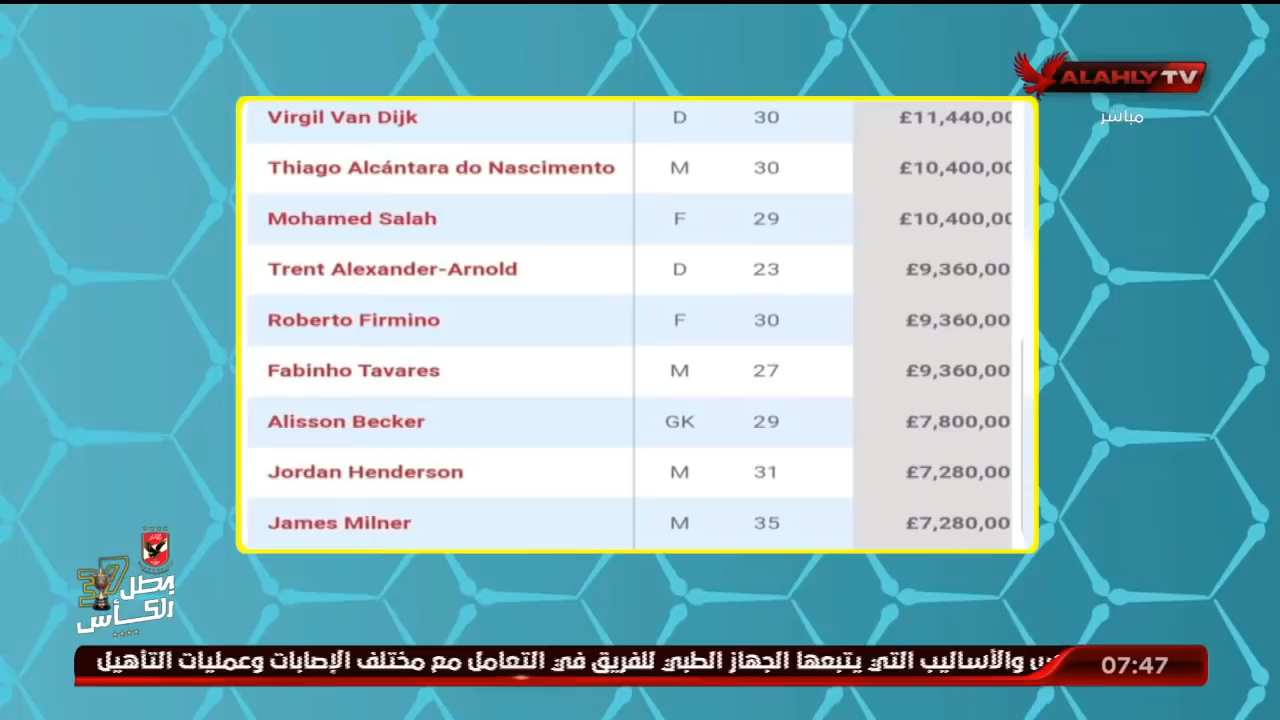 ALAHLY TV
مباشر
Virgil Van Dijk D 30 £11,440,00
Thiago Alcántara do Nascimento M 30 £10,400,00
Mohamed Salah F 29 £10,400,00
Trent Alexander-Arnold D 23 £9,360,00
Roberto Firmino F 30 £9,360,00
Fabinho Tavares M 27 £9,360,00
Alisson Becker GK 29 £7,800,00
Jordan Henderson M 31 £7,280,00
James Milner M 35 £7,280,00
37
بطل
الكأس
والأساليب التي يتبعها الجهاز الطبي للفريق في التعامل مع مختلف الإصابات وعمليات التأهيل
07:47